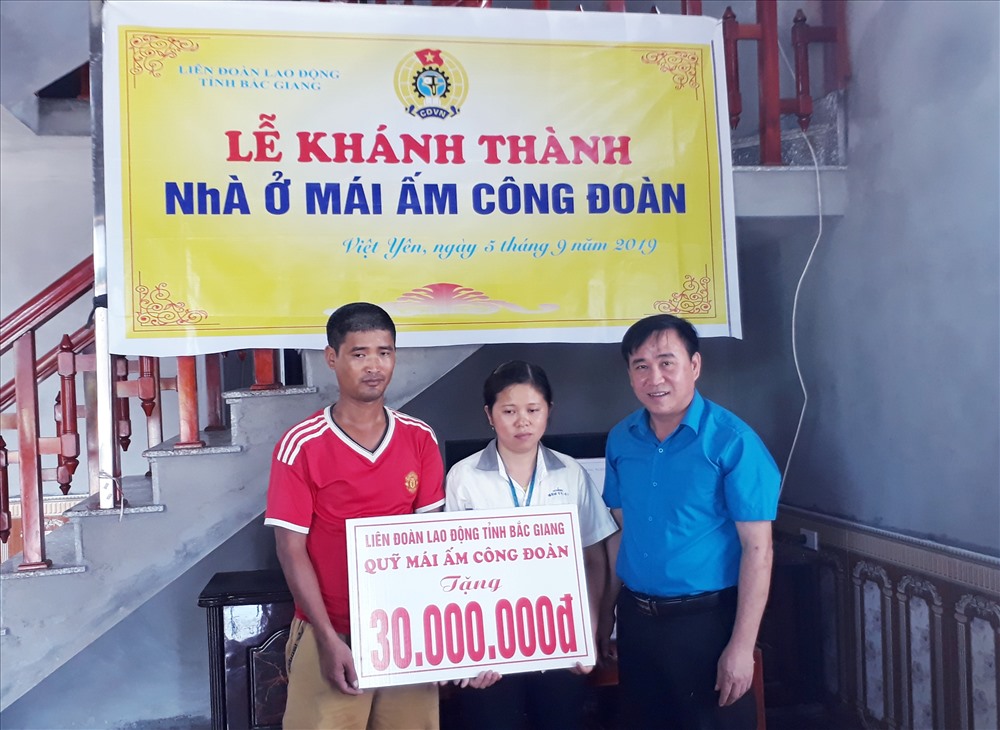 LIÊN ĐOÀN LAO ĐỘNG
TỈNH BẮC GIANG
CĐVN
LỄ KHÁNH THÀNH
NhÀ Ở MÁI ẤM CÔNG ĐOÀN
Việt Yên, ngày 5 tháng 9 năm 2019
LIÊN ĐOÀN LAO ĐỘNG TỈNH BẮC GIANG
QUỸ MÁI ẤM CÔNG ĐOÀN
Tặng
30.000.000đ